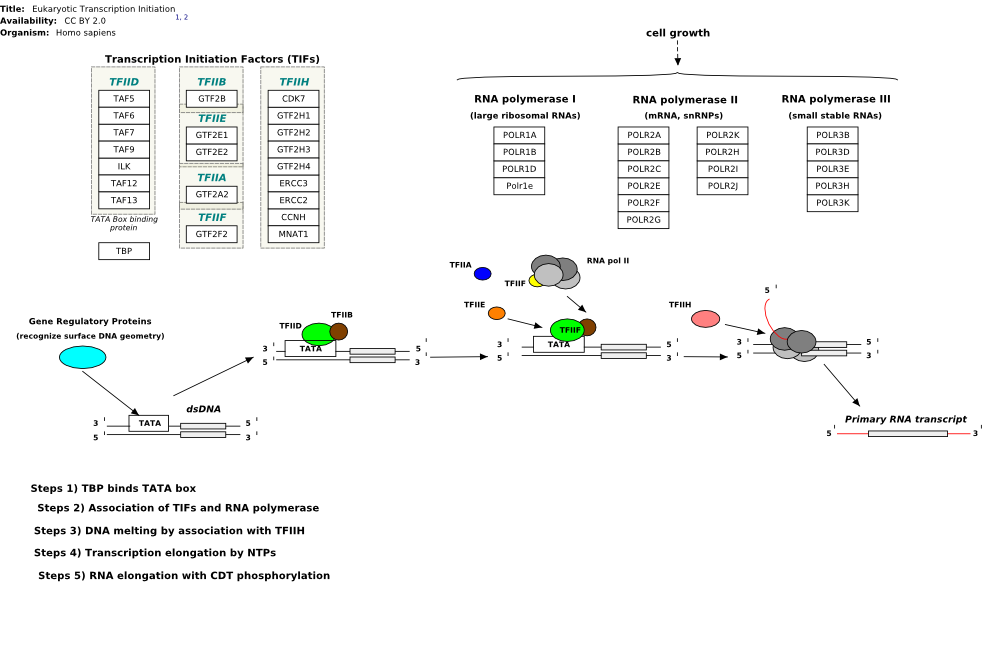 Title: Eukaryotic Transcription Initiation
1, 2
Availability: CC BY 2.0
Organism: Homo sapiens
cell growth
Transcription Initiation Factors (TIFs)
TFIID
TAF5
TAF6
TAF7
TAF9
ILK
TAF12
TAF13
TATA Box binding
protein
TBP
TFIIB
GTF2B
TFIIE
GTF2E1
GTF2E2
TFIIA
GTF2A2
TFIIF
GTF2F2
TFIIH
CDK7
GTF2H1
GTF2H2
GTF2H3
GTF2H4
ERCC3
ERCC2
CCNH
MNAT1
RNA polymerase I
(large ribosomal RNAs)
POLR1A
POLR1B
POLR1D
Polr1e
RNA polymerase II
(mRNA, snRNPs)
POLR2A
POLR2B
POLR2C
POLR2E
POLR2F
POLR2G
POLR2K
POLR2H
POLR2I
POLR2J
RNA polymerase III
(small stable RNAs)
POLR3B
POLR3D
POLR3E
POLR3H
POLR3K
Gene Regulatory Proteins
(recognize surface DNA geometry)
3 '
5 '
TATA
dsDNA
5 '
3 '
TFIID
TFIIB
3 '
5 '
TATA
5 '
3 '
TFIIA
TFIIF
RNA pol II
TFIIE
TFIIF
3 '
5 '
TATA
5 '
3 '
TFIIH
5 '
3 '
5 '
5 '
3 '
Primary RNA transcript
5 '
3 '
Steps 1) TBP binds TATA box
Steps 2) Association of TIFs and RNA polymerase
Steps 3) DNA melting by association with TFIIH
Steps 4) Transcription elongation by NTPs
Steps 5) RNA elongation with CDT phosphorylation